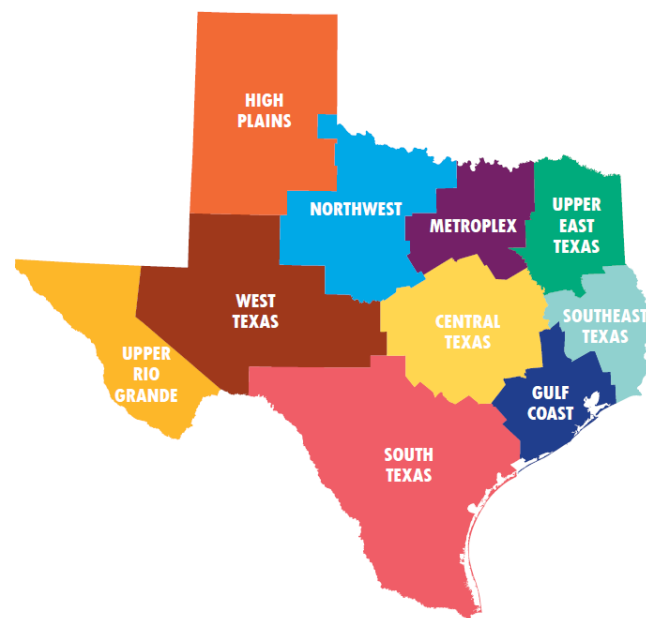 HIGH
PLAINS
NORTHWEST
METROPLEX
UPPER
EAST
TEXAS
WEST
TEXAS
CENTRAL
TEXAS
SOUTHEAST
TEXAS
UPPER
RIO
GRANDE
GULF
COAST
SOUTH
TEXAS